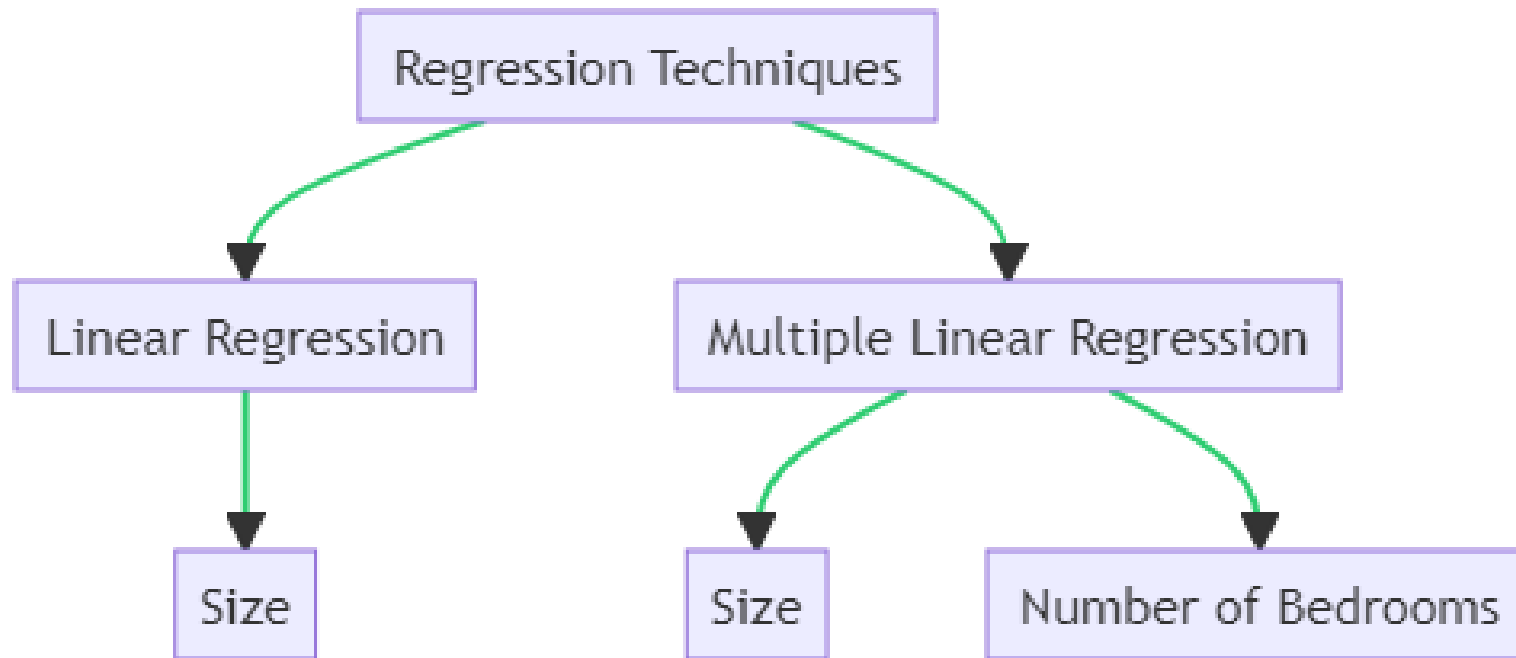 Regression Techniques
Linear Regression
Multiple Linear Regression
Size
Size
Number of Bedrooms